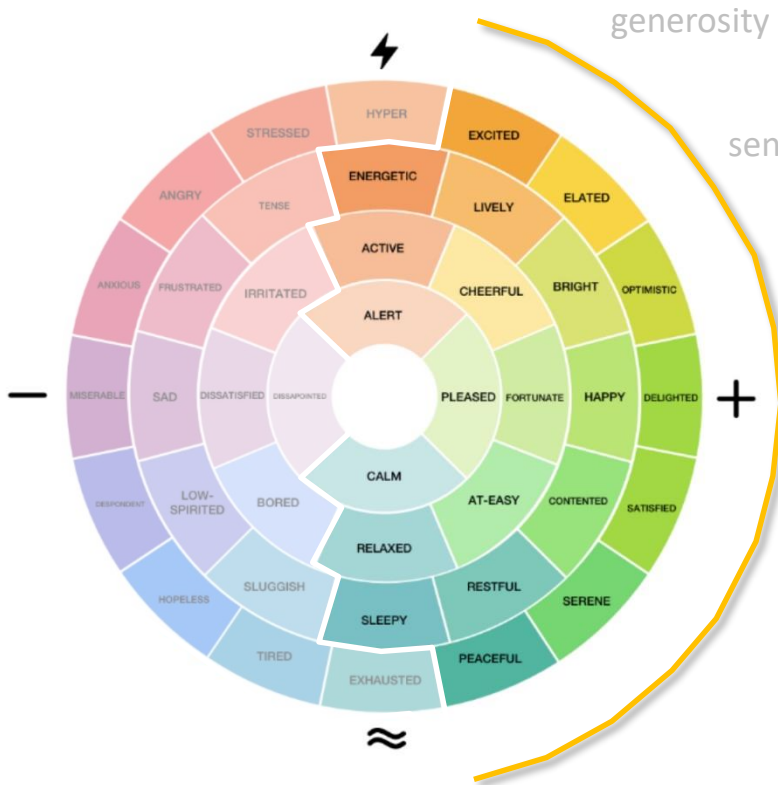 generosity
sen
HYPER
STRESSED
EXCITED
ANGRY
TENSE
ENERGETIC
LIVELY
ELATED
ANXIOUS
FRUSTRATED
IRRITATED
ACTIVE
CHEERFUL
BRIGHT
OPTIMISTIC
ALERT
MISERABLE
SAD
DISSATISFIED
DISSAPOINTED
PLEASED
FORTUNATE
HAPPY
DELIGHTED
CALM
DESPONDENT
LOW-
SPIRITED
BORED
AT-EASY
CONTENTED
SATISFIED
RELAXED
HOPELESS
SLUGGISH
SLEEPY
RESTFUL
SERENE
TIRED
EXHAUSTED
PEACEFUL